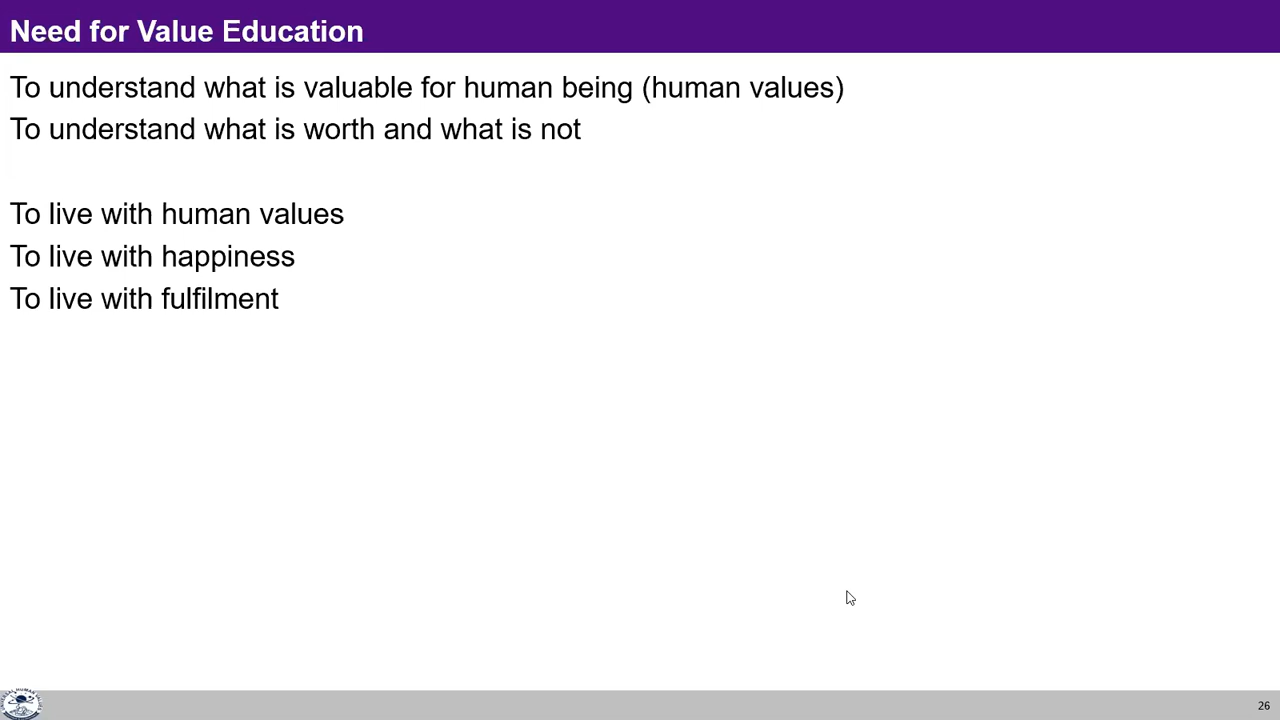 Need for Value Education
To understand what is valuable for human being (human values)
To understand what is worth and what is not
To live with human values
To live with happiness
To live with fulfilment
26